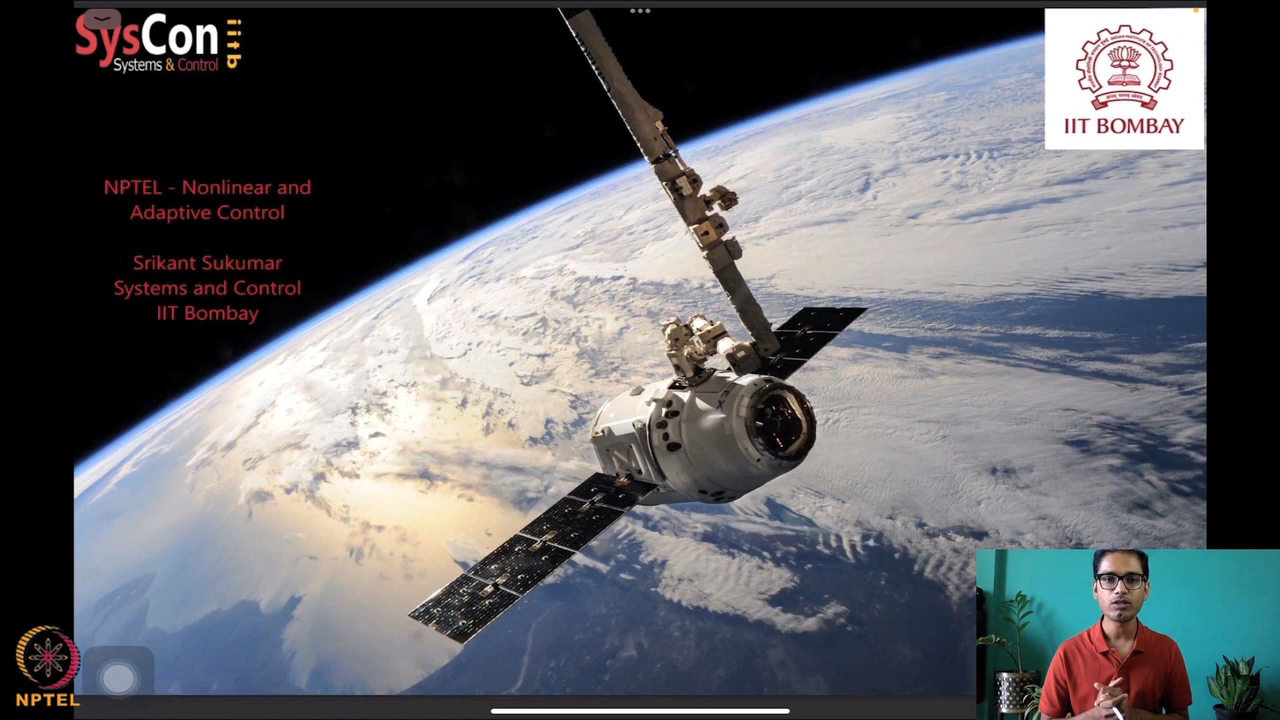 SysCon iitb
Systems & Control
IIT BOMBAY
NPTEL - Nonlinear and
Adaptive Control
Srikant Sukumar
Systems and Control
IIT Bombay
NPTEL